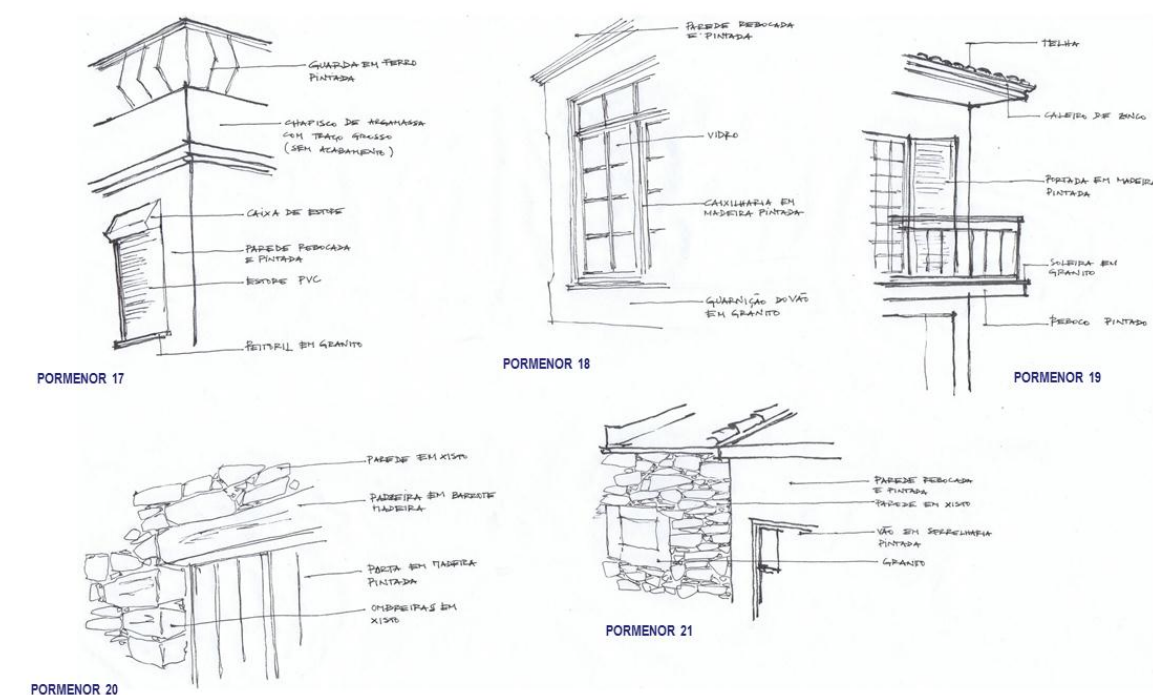 GUARDA EM FERRO
PINTADA
CHAPISCO DE ARGAMASSA
COM TRAÇO GROSSO
(SEM ACABAMENTO)
CAIXA DE ESTORE
PAREDE REBOCADA
E PINTADA
ESTORE PVC
PEITORIL EM GRANITO
PORMENOR 17
PAREDE REBOCADA
E PINTADA
VIDRO
CAIXILHARIA EM
MADEIRA PINTADA
GUARNIÇÃO DO VÃO
EM GRANITO
PORMENOR 18
TELHA
CALEIRO DE ZINCO
PORTADA EM MADEIRA
PINTADA
SOLEIRA EM
GRANITO
REBOCO PINTADO
PORMENOR 19
PAREDE EM XISTO
PADIEIRA EM BARROTE
MADEIRA
PORTA EM MADEIRA
PINTADA
OMBREIRAS EM
XISTO
PORMENOR 20
PAREDE REBOCADA
E PINTADA
PAREDE EM XISTO
VÃO EM SERRELHARIA
PINTADA
GRANITO
PORMENOR 21